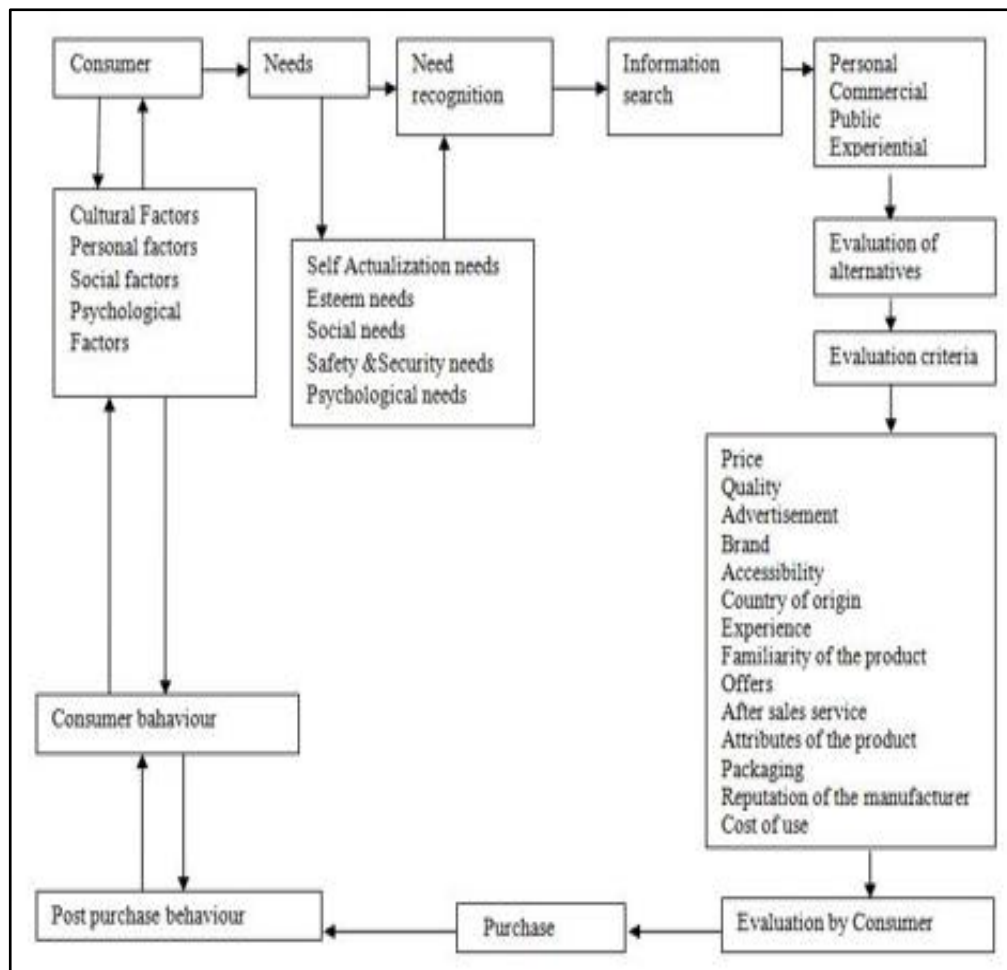 Consumer
Needs
Need
recognition
Information
search
Personal
Commercial
Public
Experiential
Cultural Factors
Personal factors
Social factors
Psychological
Factors
Self Actualization needs
Esteem needs
Social needs
Safety &Security needs
Psychological needs
Evaluation of
alternatives
Evaluation criteria
Price
Quality
Advertisement
Brand
Accessibility
Country of origin
Experience
Familiarity of the product
Offers
After sales service
Attributes of the product
Packaging
Reputation of the manufacturer
Cost of use
Consumer bahaviour
Post purchase behaviour
Purchase
Evaluation by Consumer